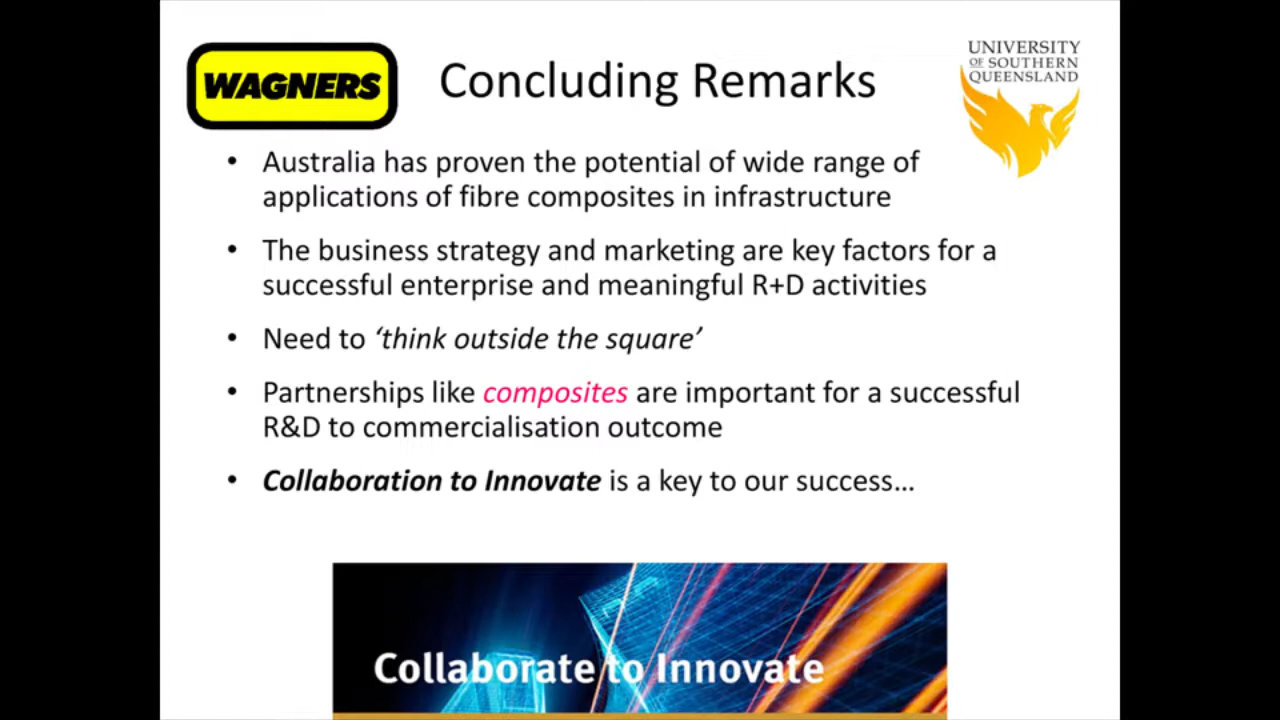 WAGNERS
Concluding Remarks
UNIVERSITY
OF SOUTHERN
QUEENSLAND
• Australia has proven the potential of wide range of
applications of fibre composites in infrastructure
• The business strategy and marketing are key factors for a
successful enterprise and meaningful R+D activities
• Need to ‘think outside the square’
• Partnerships like composites are important for a successful
R&D to commercialisation outcome
• Collaboration to Innovate is a key to our success…
Collaborate to Innovate